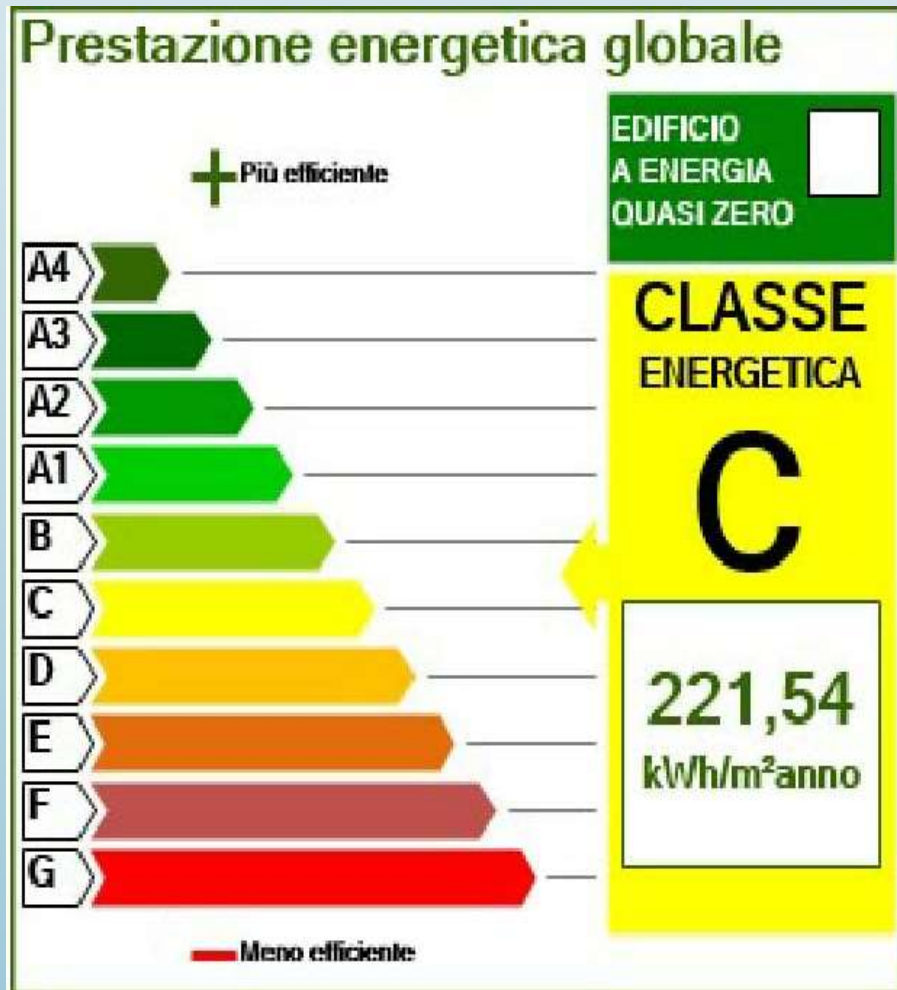 Prestazione energetica globale
Più efficiente
EDIFICIO
A ENERGIA
QUASI ZERO
A4
A3
A2
A1
B
C
D
E
F
G
CLASSE
ENERGETICA
C
221,54
kWh/m²anno
Meno efficiente